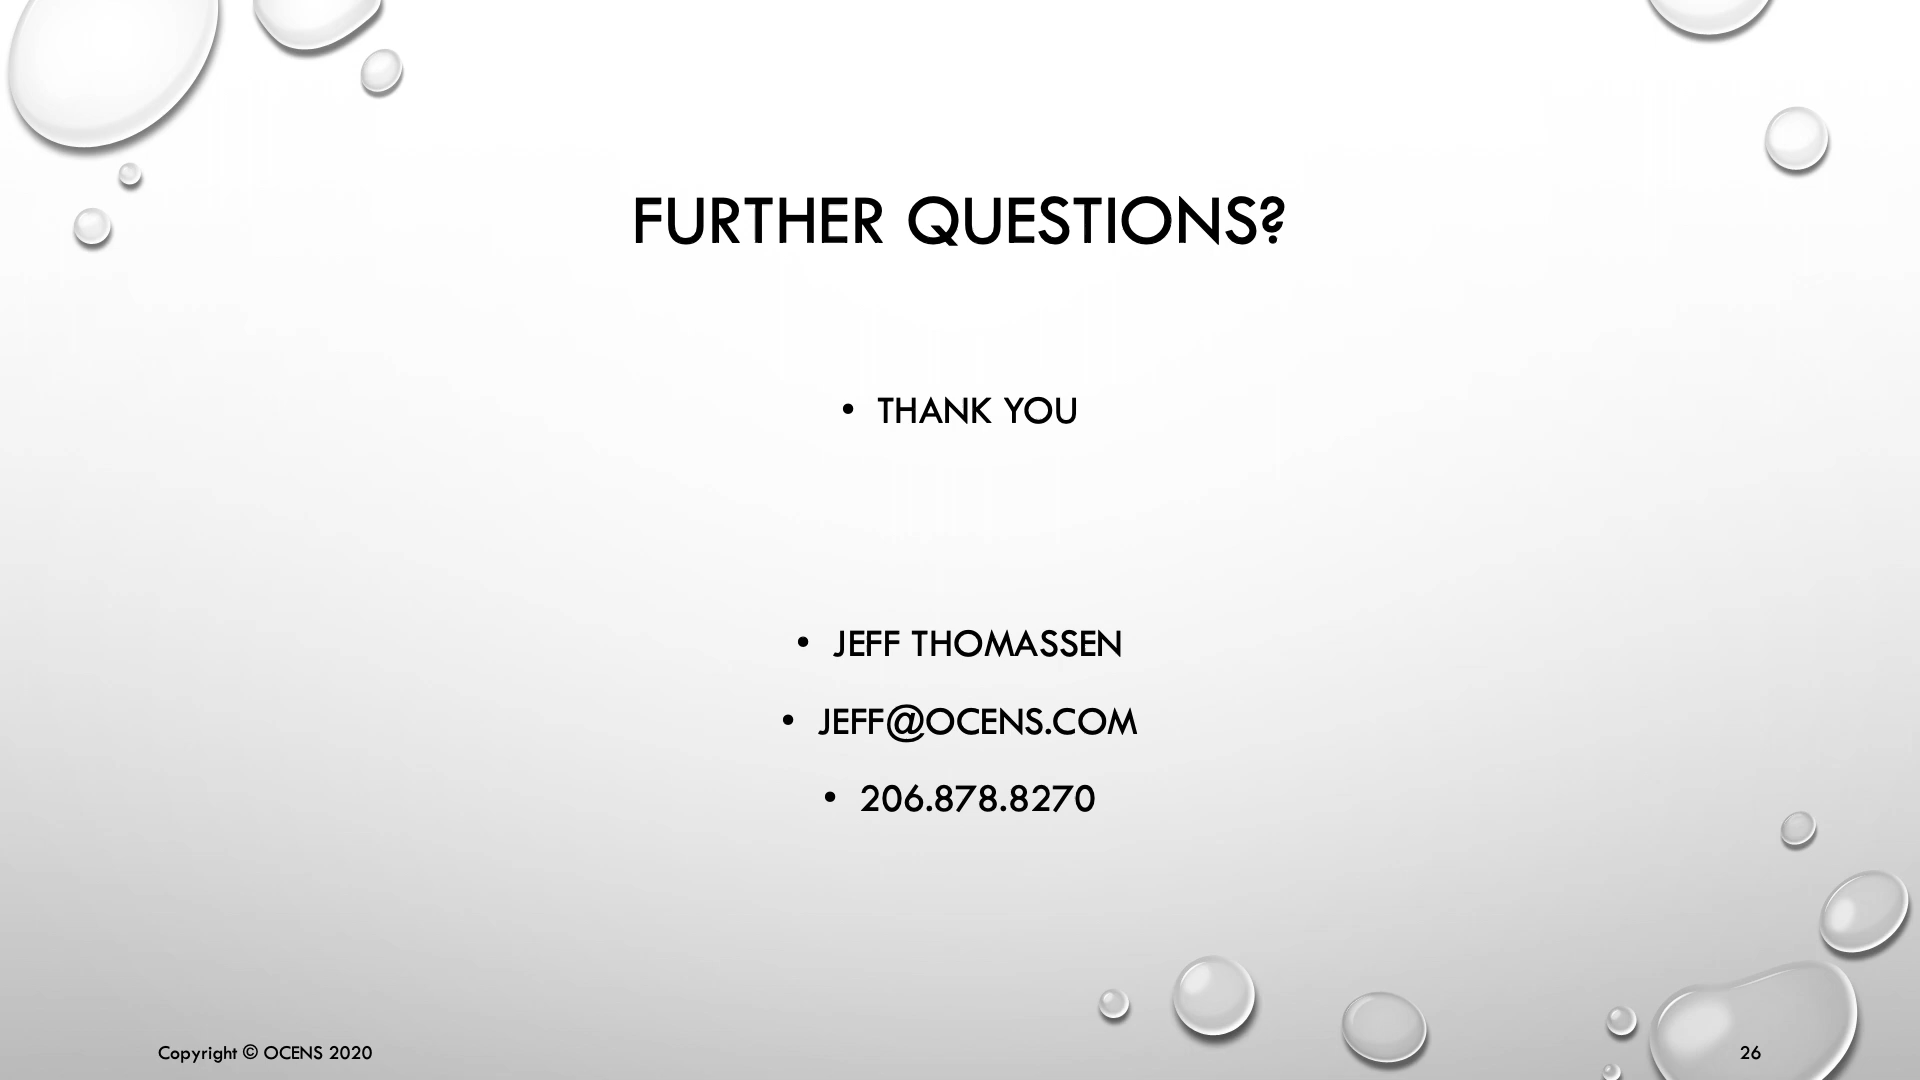 FURTHER QUESTIONS?
• THANK YOU
• JEFF THOMASSEN
• JEFF@OCENS.COM
• 206.878.8270
Copyright © OCENS 2020
26